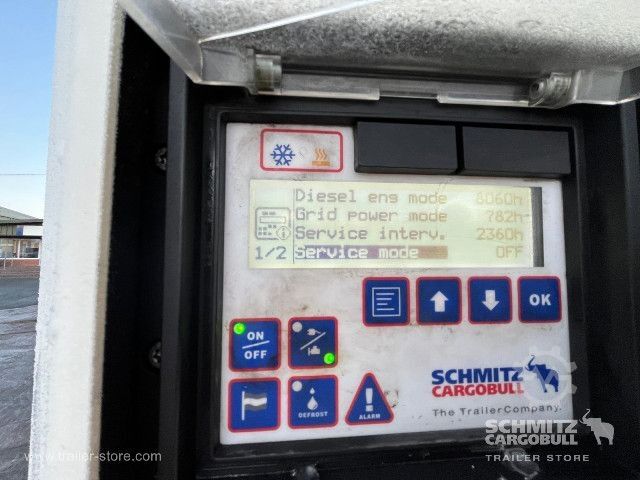 Diesel eng mode 8060h
Grid power mode 782h
Service interv. 2360h
1/2 Service mode OFF
OK
ON
OFF
DEFROST
ALARM
SCHMITZ
CARGOBULL
The TrailerCompany.
SCHMITZ
CARGOBULL
TRAILER STORE
www.trailer-store.com